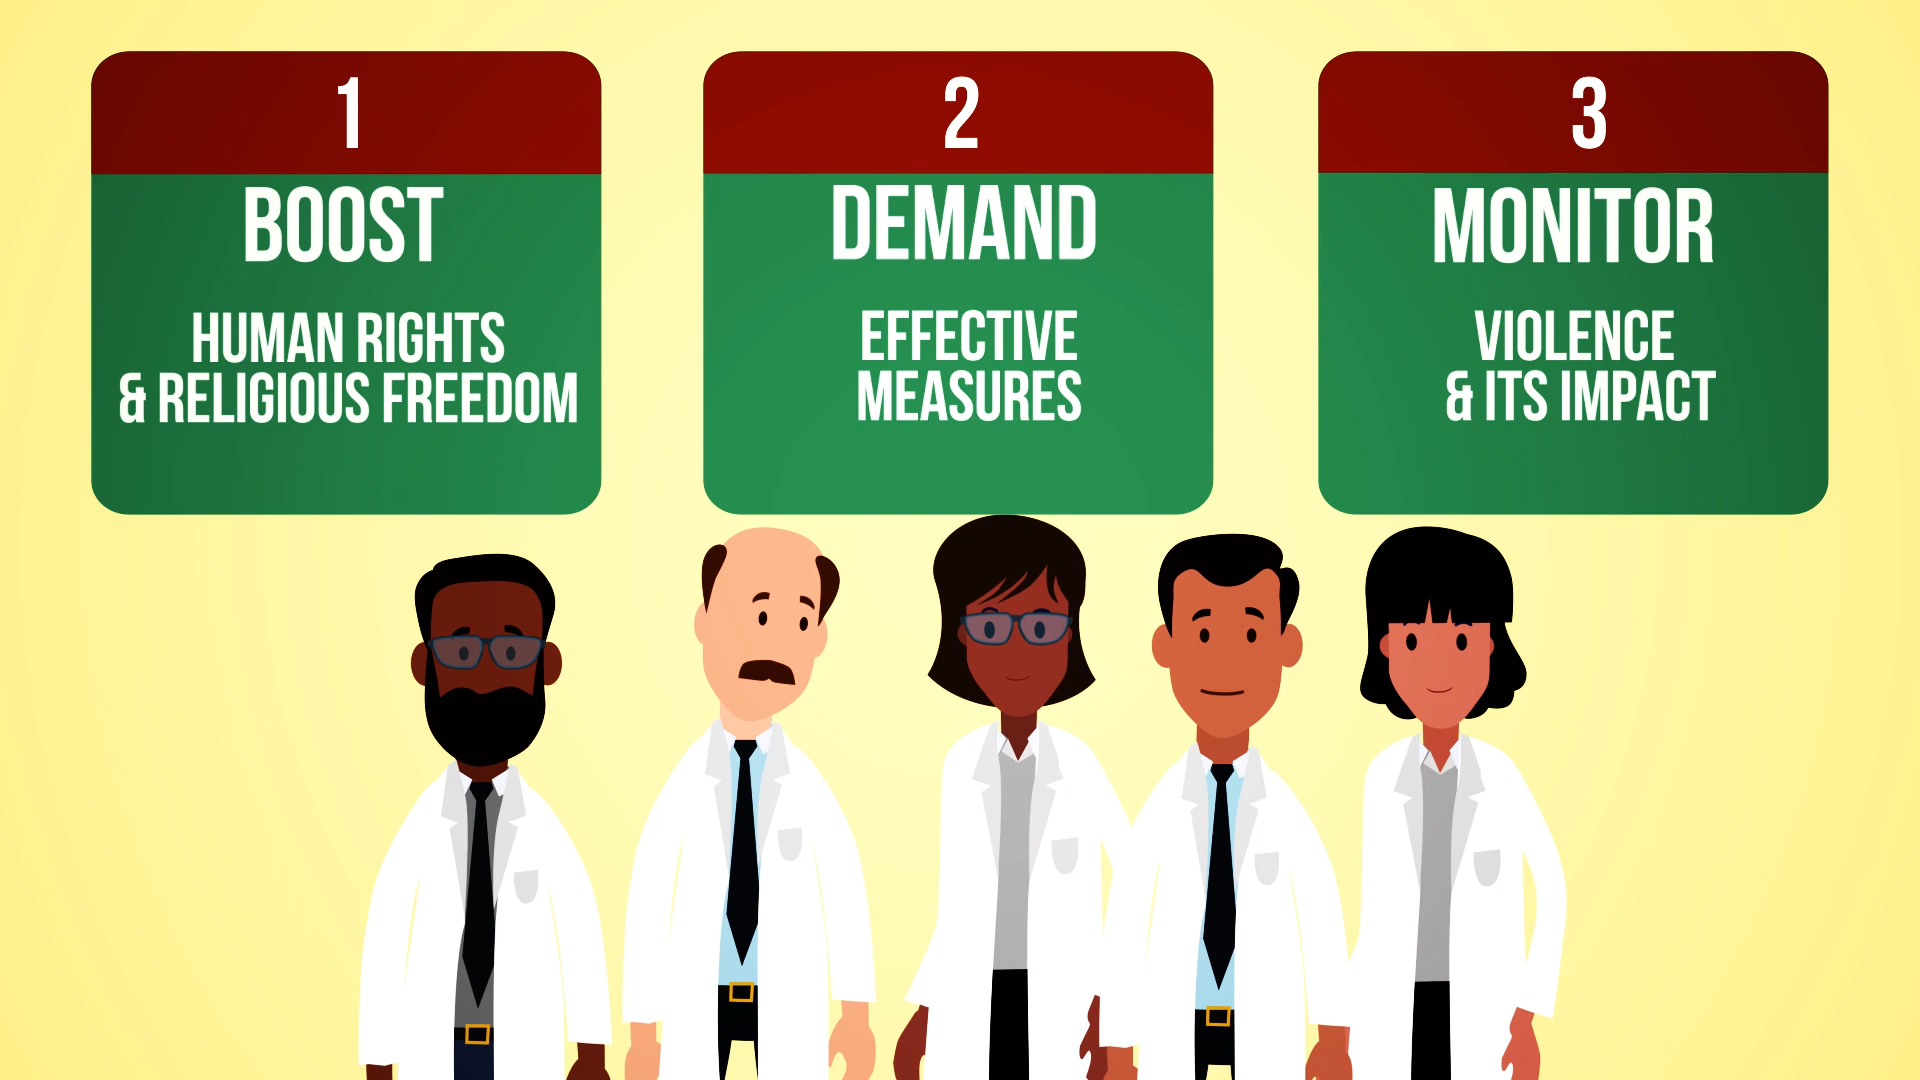 1
BOOST
HUMAN RIGHTS
& RELIGIOUS FREEDOM
2
DEMAND
EFFECTIVE
MEASURES
3
MONITOR
VIOLENCE
& ITS IMPACT